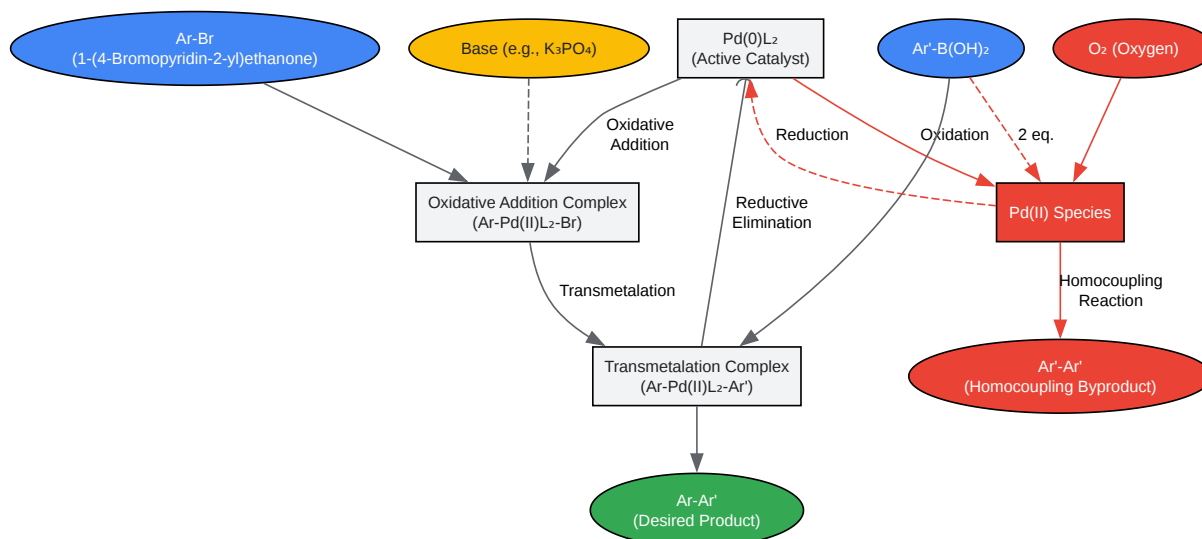 Ar-Br
(1-(4-Bromopyridin-2-yl)ethanone)
Base (e.g., K₃PO₄)
Pd(0)L₂
(Active Catalyst)
Ar'-B(OH)₂
O₂ (Oxygen)
Oxidative
Addition
Reduction
Oxidation
2 eq.
Oxidative Addition Complex
(Ar-Pd(II)L₂-Br)
Reductive
Elimination
Pd(II) Species
Transmetalation
Homocoupling
Reaction
Transmetalation Complex
(Ar-Pd(II)L₂-Ar')
Ar'-Ar'
(Homocoupling Byproduct)
Ar-Ar'
(Desired Product)